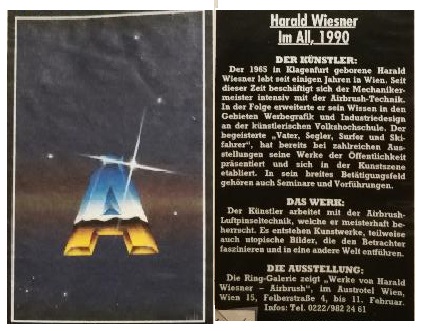 Harald Wiesner
Im All, 1990
DER KÜNSTLER:
Der 1965 in Klagenfurt geborene Harald
Wiesner lebt seit einigen Jahren in Wien. Seit
dieser Zeit beschäftigt sich der Mechaniker-
meister intensiv mit der Airbrush-Technik.
In der Folge erweiterte er sein Wissen in den
Gebieten Werbegrafik und Industriedesign
an der künstlerischen Volkshochschule. Der
begeisterte „Vater, Segler, Surfer und Ski-
fahrer", hat bereits bei zahlreichen Aus-
stellungen seine Werke der Öffentlichkeit
präsentiert und sich in der Kunstszene
etabliert. In sein breites Betätigungsfeld
gehören auch Seminare und Vorführungen.
DAS WERK:
Der Künstler arbeitet mit der Airbrush-
Luftpinseltechnik, welche er meisterhaft be-
herrscht. Es entstehen Kunstwerke, teilweise
auch utopische Bilder, die den Betrachter
faszinieren und in eine andere Welt entführen.
DIE AUSSTELLUNG:
Die Ring-Galerie zeigt „Werke von Harald
Wiesner – Airbrush", im Austrotel Wien,
Wien 15, Felberstraße 4, bis 11. Februar.
Infos: Tel. 0222/982 24 61
A